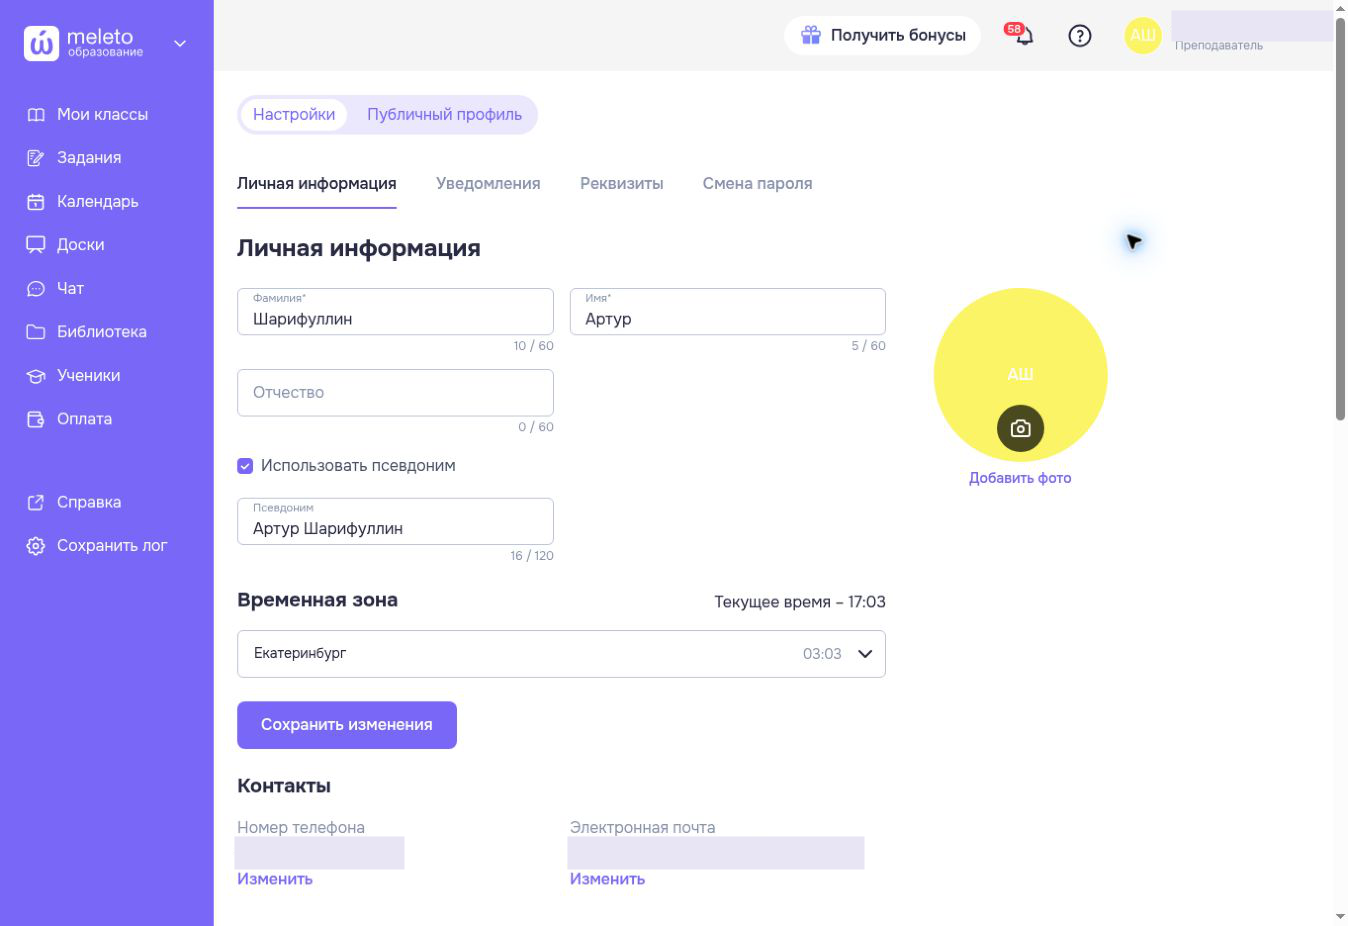 meleto
образование
Мои классы
Задания
Календарь
Доски
Чат
Библиотека
Ученики
Оплата
Справка
Сохранить лог
Получить бонусы
58
АШ
Преподаватель
Настройки
Публичный профиль
Личная информация
Уведомления
Реквизиты
Смена пароля
Личная информация
Фамилия*
Шарифуллин
10 / 60
Имя*
Артур
5 / 60
Отчество
0 / 60
АШ
Добавить фото
Использовать псевдоним
Псевдоним
Артур Шарифуллин
16 / 120
Временная зона
Текущее время – 17:03
Екатеринбург
03:03
Сохранить изменения
Контакты
Номер телефона
Изменить
Электронная почта
Изменить